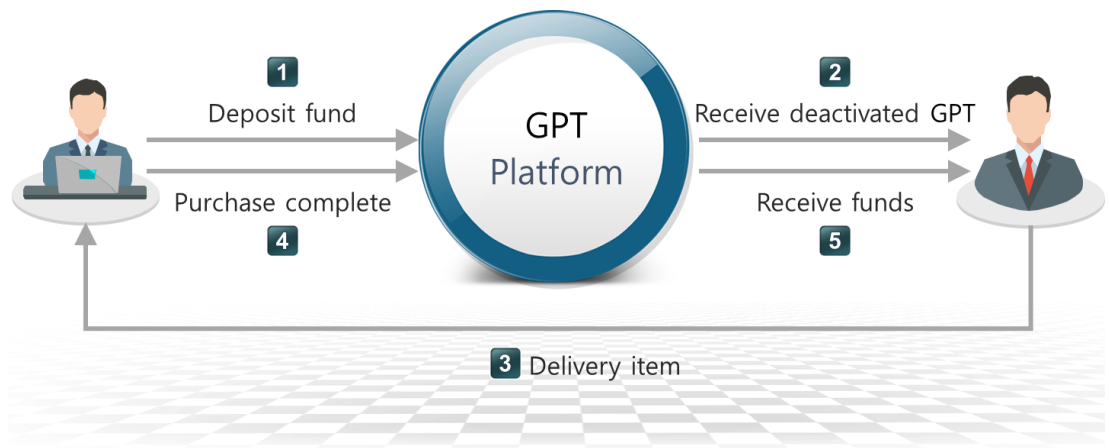 1
Deposit fund
Purchase complete
4
GPT
Platform
2
Receive deactivated GPT
Receive funds
5
3 Delivery item